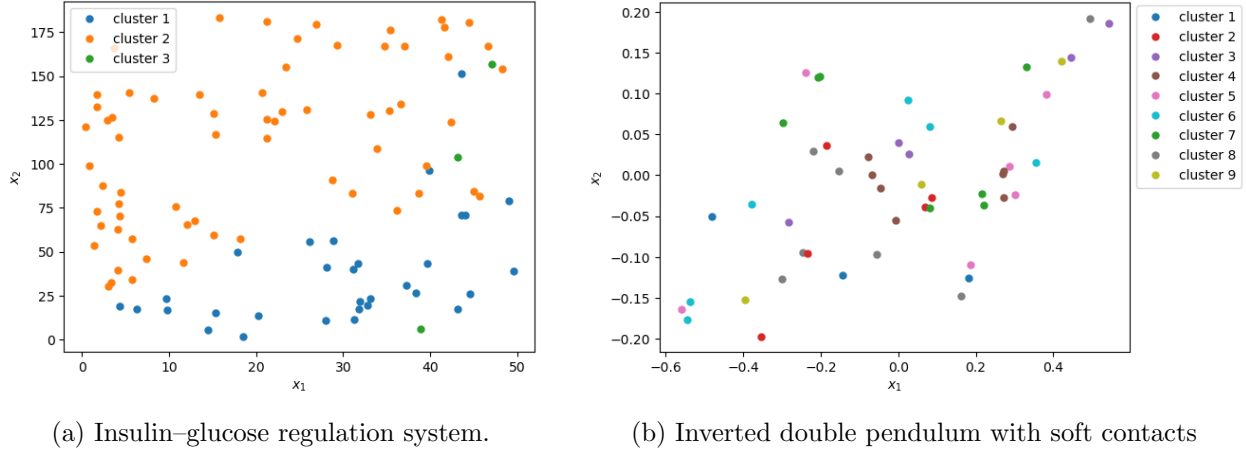 cluster 1
cluster 2
cluster 3
175
150
125
100
75
50
25
0
0
10
20
30
40
50
x₁
x₂
0.20
0.15
0.10
0.05
0.00
−0.05
−0.10
−0.15
−0.20
−0.6
−0.4
−0.2
0.0
0.2
0.4
x₁
x₂
cluster 1
cluster 2
cluster 3
cluster 4
cluster 5
cluster 6
cluster 7
cluster 8
cluster 9
(a) Insulin–glucose regulation system.
(b) Inverted double pendulum with soft contacts